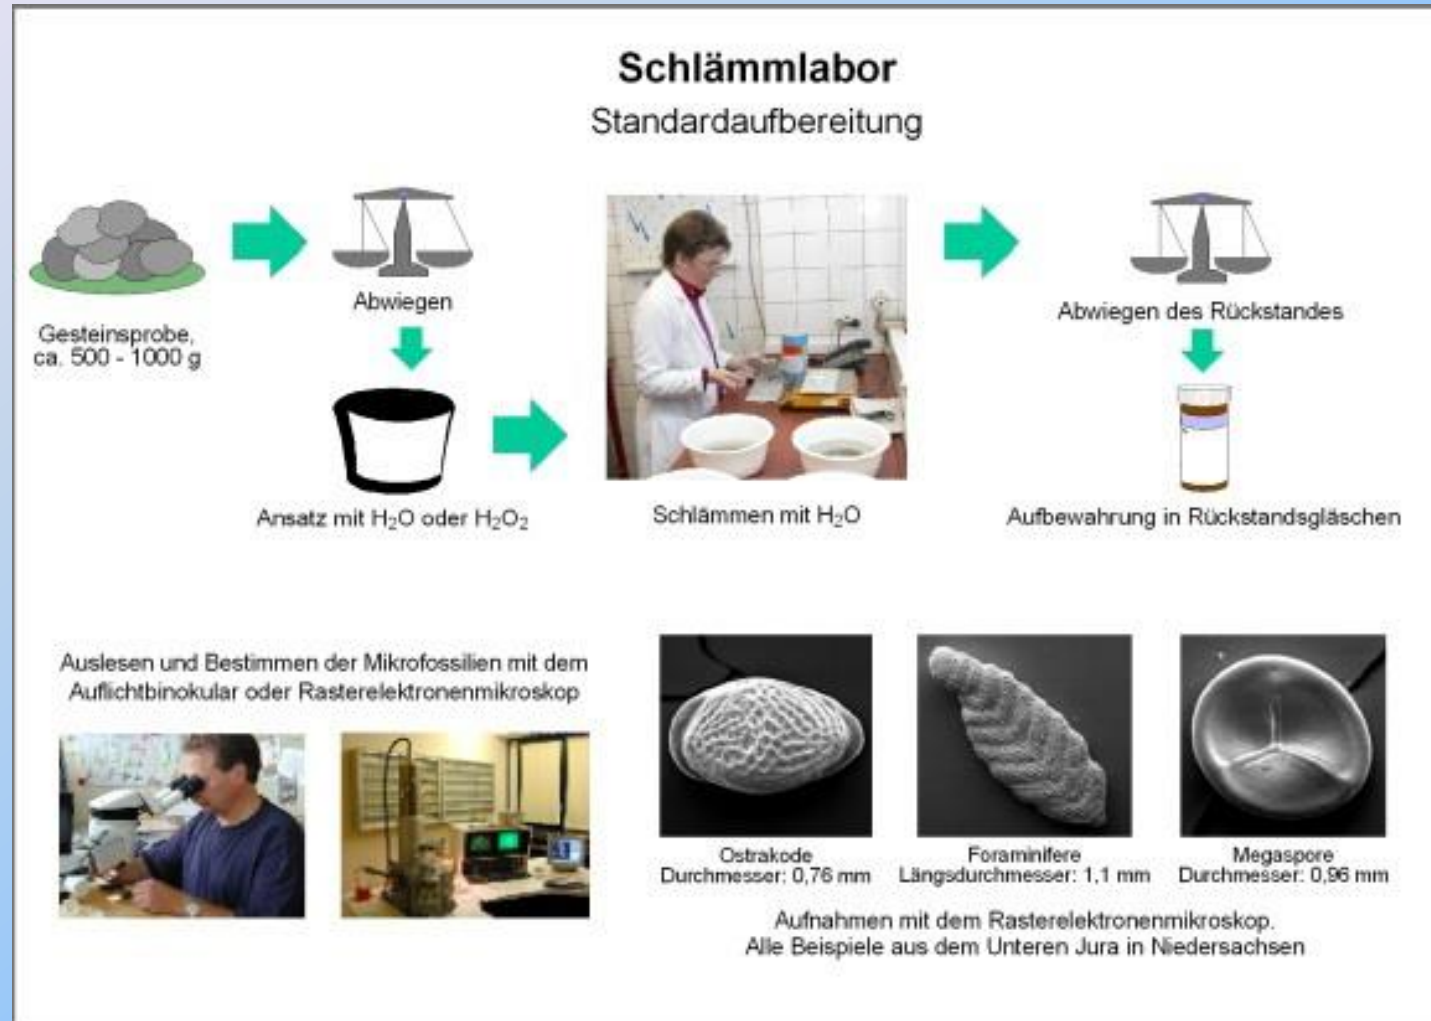 Schlämmlabor
Standardaufbereitung
Gesteinsprobe,
ca. 500 - 1000 g
Abwiegen
Ansatz mit H₂O oder H₂O₂
Schlämmen mit H₂O
Abwiegen des Rückstandes
Aufbewahrung in Rückstandsgläschen
Auslesen und Bestimmen der Mikrofossilien mit dem
Auflichtbinokular oder Rasterelektronenmikroskop
Ostrakode
Durchmesser: 0,76 mm
Foraminifere
Längsdurchmesser: 1,1 mm
Megaspore
Durchmesser: 0,96 mm
Aufnahmen mit dem Rasterelektronenmikroskop.
Alle Beispiele aus dem Unteren Jura in Niedersachsen